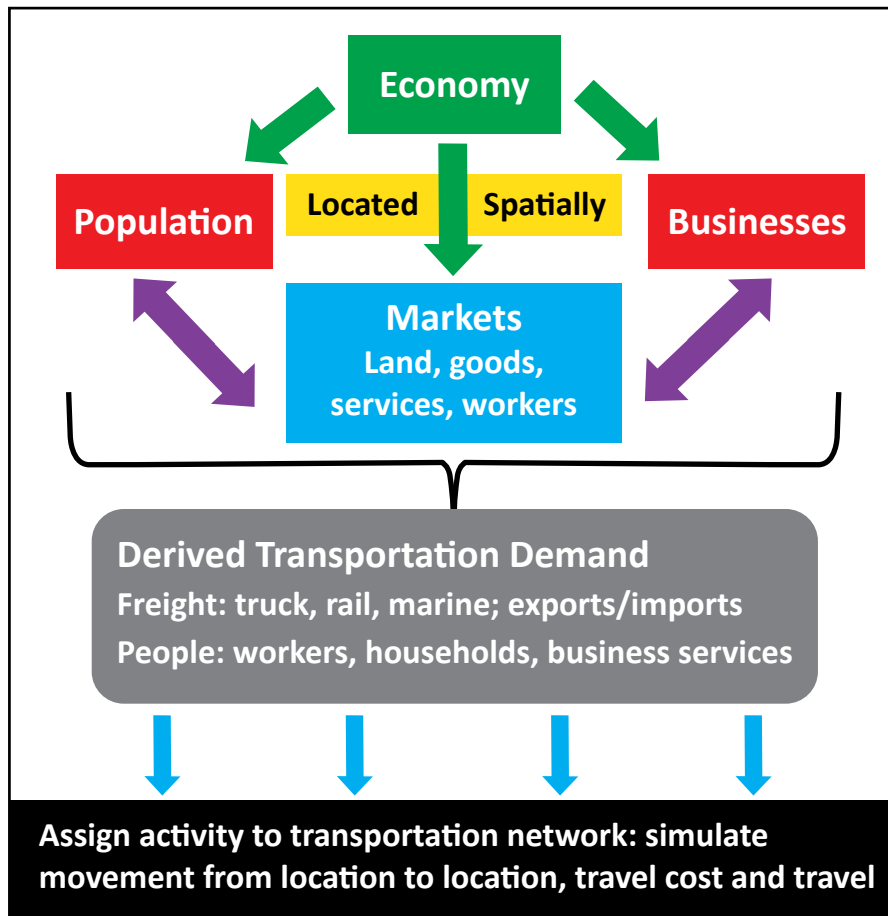 Economy
Population
Located Spatially
Businesses
Markets
Land, goods,
services, workers
Derived Transportation Demand
Freight: truck, rail, marine; exports/imports
People: workers, households, business services
Assign activity to transportation network: simulate
movement from location to location, travel cost and travel